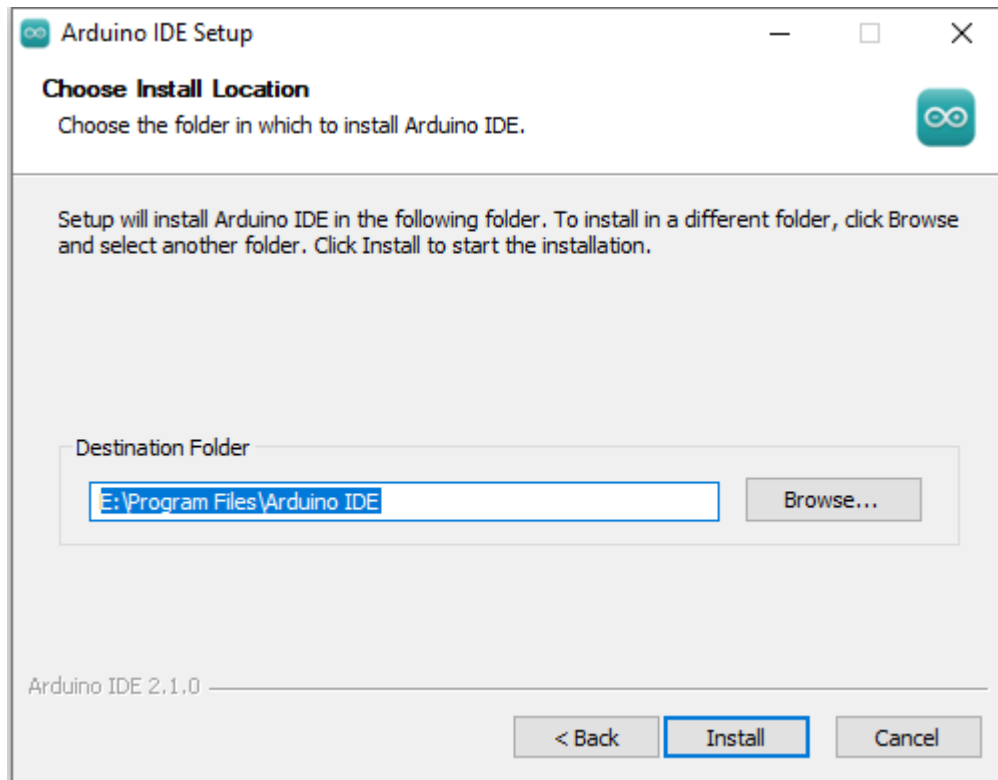 Arduino IDE Setup
Choose Install Location
Choose the folder in which to install Arduino IDE.
Setup will install Arduino IDE in the following folder. To install in a different folder, click Browse
and select another folder. Click Install to start the installation.
Destination Folder
E:\Program Files\Arduino IDE
Browse...
Arduino IDE 2.1.0
< Back
Install
Cancel